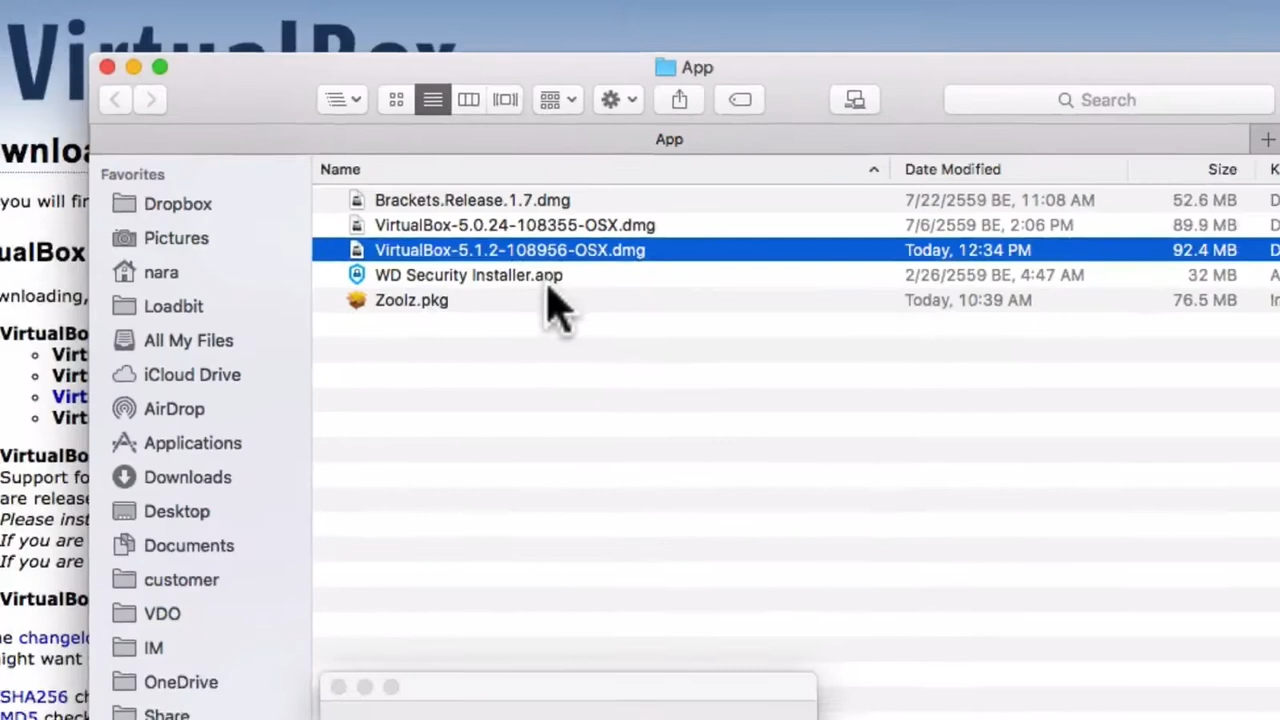 VirtualBox
App
Search
App
Favorites
Dropbox
Pictures
nara
Loadbit
All My Files
iCloud Drive
AirDrop
Applications
Downloads
Desktop
Documents
customer
VDO
IM
OneDrive
Share
Name Date Modified Size K
Brackets.Release.1.7.dmg 7/22/2559 BE, 11:08 AM 52.6 MB D
VirtualBox-5.0.24-108355-OSX.dmg 7/6/2559 BE, 2:06 PM 89.9 MB D
VirtualBox-5.1.2-108956-OSX.dmg Today, 12:34 PM 92.4 MB D
WD Security Installer.app 2/26/2559 BE, 4:47 AM 32 MB A
Zoolz.pkg Today, 10:39 AM 76.5 MB In
wnloa
you will fin
ualBox
wnloading,
VirtualBo
Virt
Virt
Virt
Virt
VirtualBo
Support fo
are release
Please inst
If you are
If you are
VirtualBo
he changelo
ight want
SHA256 ch
MD5 check